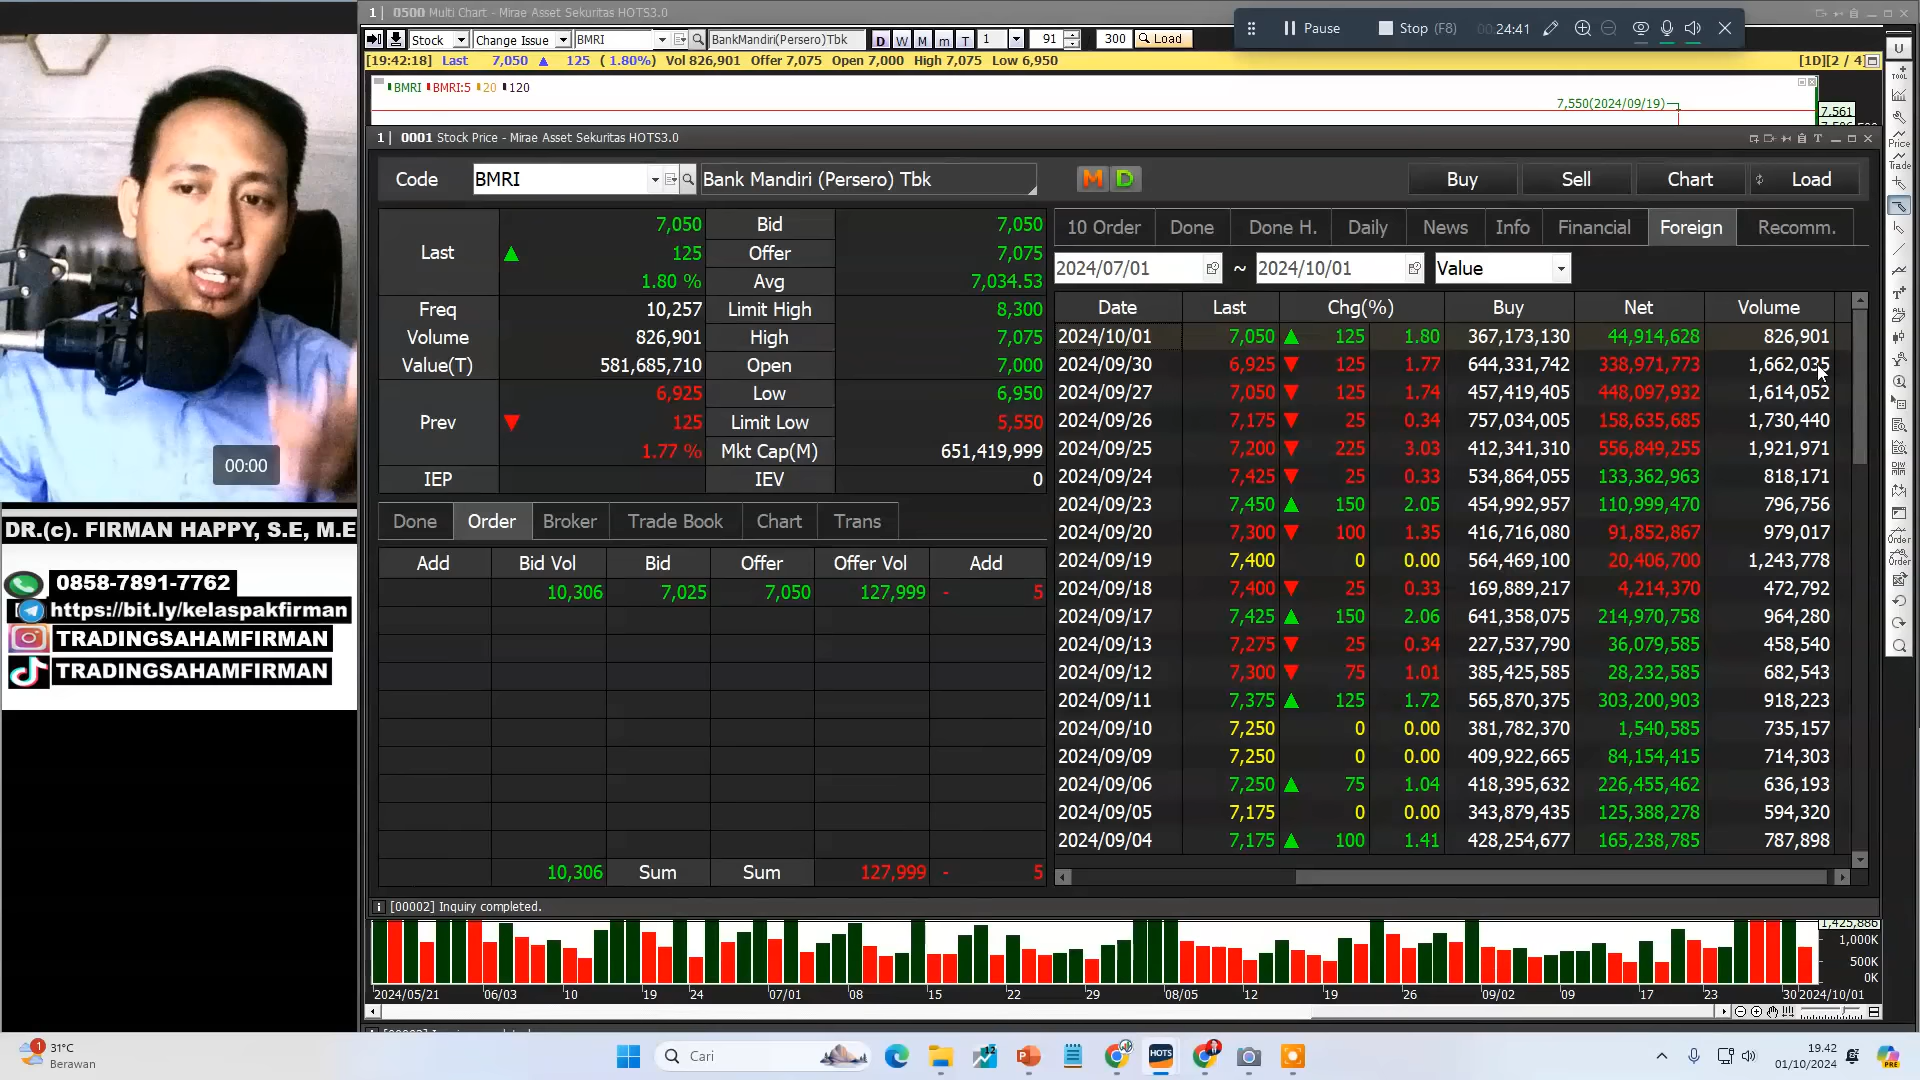 1 | 0500 Multi Chart - Mirae Asset Sekuritas HOTS3.0
Pause Stop (F8) 00:24:41
Stock Change Issue BMRI BankMandiri(Persero)Tbk D W M m T 1 91 300 Load
[19:42:18] Last 7,050 ▲ 125 ( 1.80%) Vol 826,901 Offer 7,075 Open 7,000 High 7,075 Low 6,950 [1D][2 / 4]
BMRI BMRI:5 20 120
7,550(2024/09/19)
7,561
1 | 0001 Stock Price - Mirae Asset Sekuritas HOTS3.0
Code BMRI Bank Mandiri (Persero) Tbk M D Buy Sell Chart Load
Last 7,050 Bid 7,050
▲ 125 Offer 7,075
1.80 % Avg 7,034.53
Freq 10,257 Limit High 8,300
Volume 826,901 High 7,075
Value(T) 581,685,710 Open 7,000
Prev 6,925 Low 6,950
▼ 125 Limit Low 5,550
1.77 % Mkt Cap(M) 651,419,999
IEP IEV 0
Done Order Broker Trade Book Chart Trans
Add Bid Vol Bid Offer Offer Vol Add
10,306 7,025 7,050 127,999 - 5
10,306 Sum Sum 127,999 - 5
10 Order Done Done H. Daily News Info Financial Foreign Recomm.
2024/07/01 ~ 2024/10/01 Value
Date Last Chg(%) Buy Net Volume
2024/10/01 7,050 ▲ 125 1.80 367,173,130 44,914,628 826,901
2024/09/30 6,925 ▼ 125 1.77 644,331,742 338,971,773 1,662,035
2024/09/27 7,050 ▼ 125 1.74 457,419,405 448,097,932 1,614,052
2024/09/26 7,175 ▼ 25 0.34 757,034,005 158,635,685 1,730,440
2024/09/25 7,200 ▼ 225 3.03 412,341,310 556,849,255 1,921,971
2024/09/24 7,425 ▼ 25 0.33 534,864,055 133,362,963 818,171
2024/09/23 7,450 ▲ 150 2.05 454,992,957 110,999,470 796,756
2024/09/20 7,300 ▼ 100 1.35 416,716,080 91,852,867 979,017
2024/09/19 7,400 0 0.00 564,469,100 20,406,700 1,243,778
2024/09/18 7,400 ▼ 25 0.33 169,889,217 4,214,370 472,792
2024/09/17 7,425 ▲ 150 2.06 641,358,075 214,970,758 964,280
2024/09/13 7,275 ▼ 25 0.34 227,537,790 36,079,585 458,540
2024/09/12 7,300 ▼ 75 1.01 385,425,585 28,232,585 682,543
2024/09/11 7,375 ▲ 125 1.72 565,870,375 303,200,903 918,223
2024/09/10 7,250 0 0.00 381,782,370 1,540,585 735,157
2024/09/09 7,250 0 0.00 409,922,665 84,154,415 714,303
2024/09/06 7,250 ▲ 75 1.04 418,395,632 226,455,462 636,193
2024/09/05 7,175 0 0.00 343,879,435 125,388,278 594,320
2024/09/04 7,175 ▲ 100 1.41 428,254,677 165,238,785 787,898
[00002] Inquiry completed.
1,425,886
1,000K
500K
0K
2024/05/21 06/03 10 19 24 07/01 08 15 22 29 08/05 12 19 26 09/02 09 17 23 30 2024/10/01
00:00
DR.(c). FIRMAN HAPPY, S.E, M.E
0858-7891-7762
https://bit.ly/kelaspakfirman
TRADINGSAHAMFIRMAN
TRADINGSAHAMFIRMAN
U
TOOL
Price
Trade
Order
Order
1 31°C
Berawan
Cari
HOTS
19.42
01/10/2024
PRE